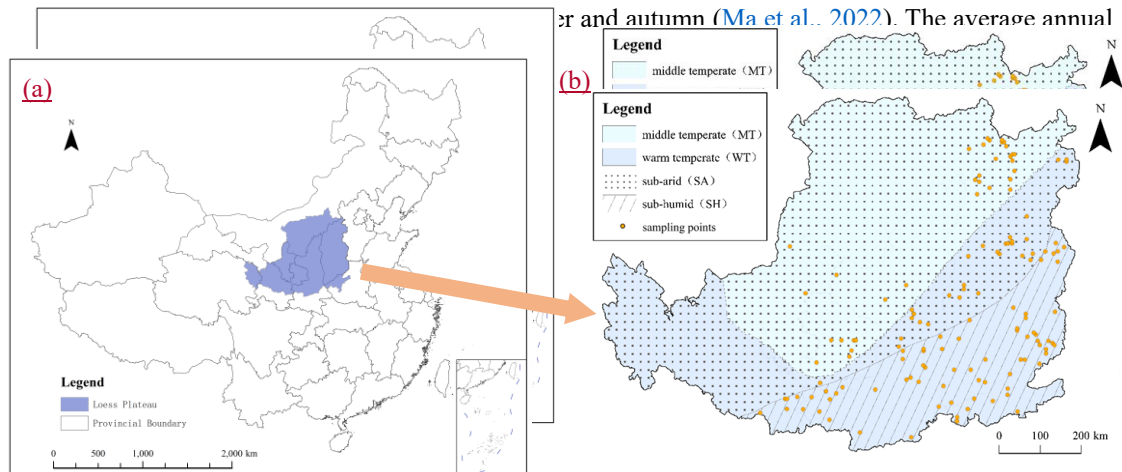 er and autumn (Ma et al., 2022). The average annual
Legend
middle temperate（MT）
N
(a)
N
Legend
Loess Plateau
Provincial Boundary
0 500 1,000 2,000 km
(b)
Legend
middle temperate（MT）
warm temperate（WT）
sub-arid（SA）
sub-humid（SH）
sampling points
N
0 100 200 km